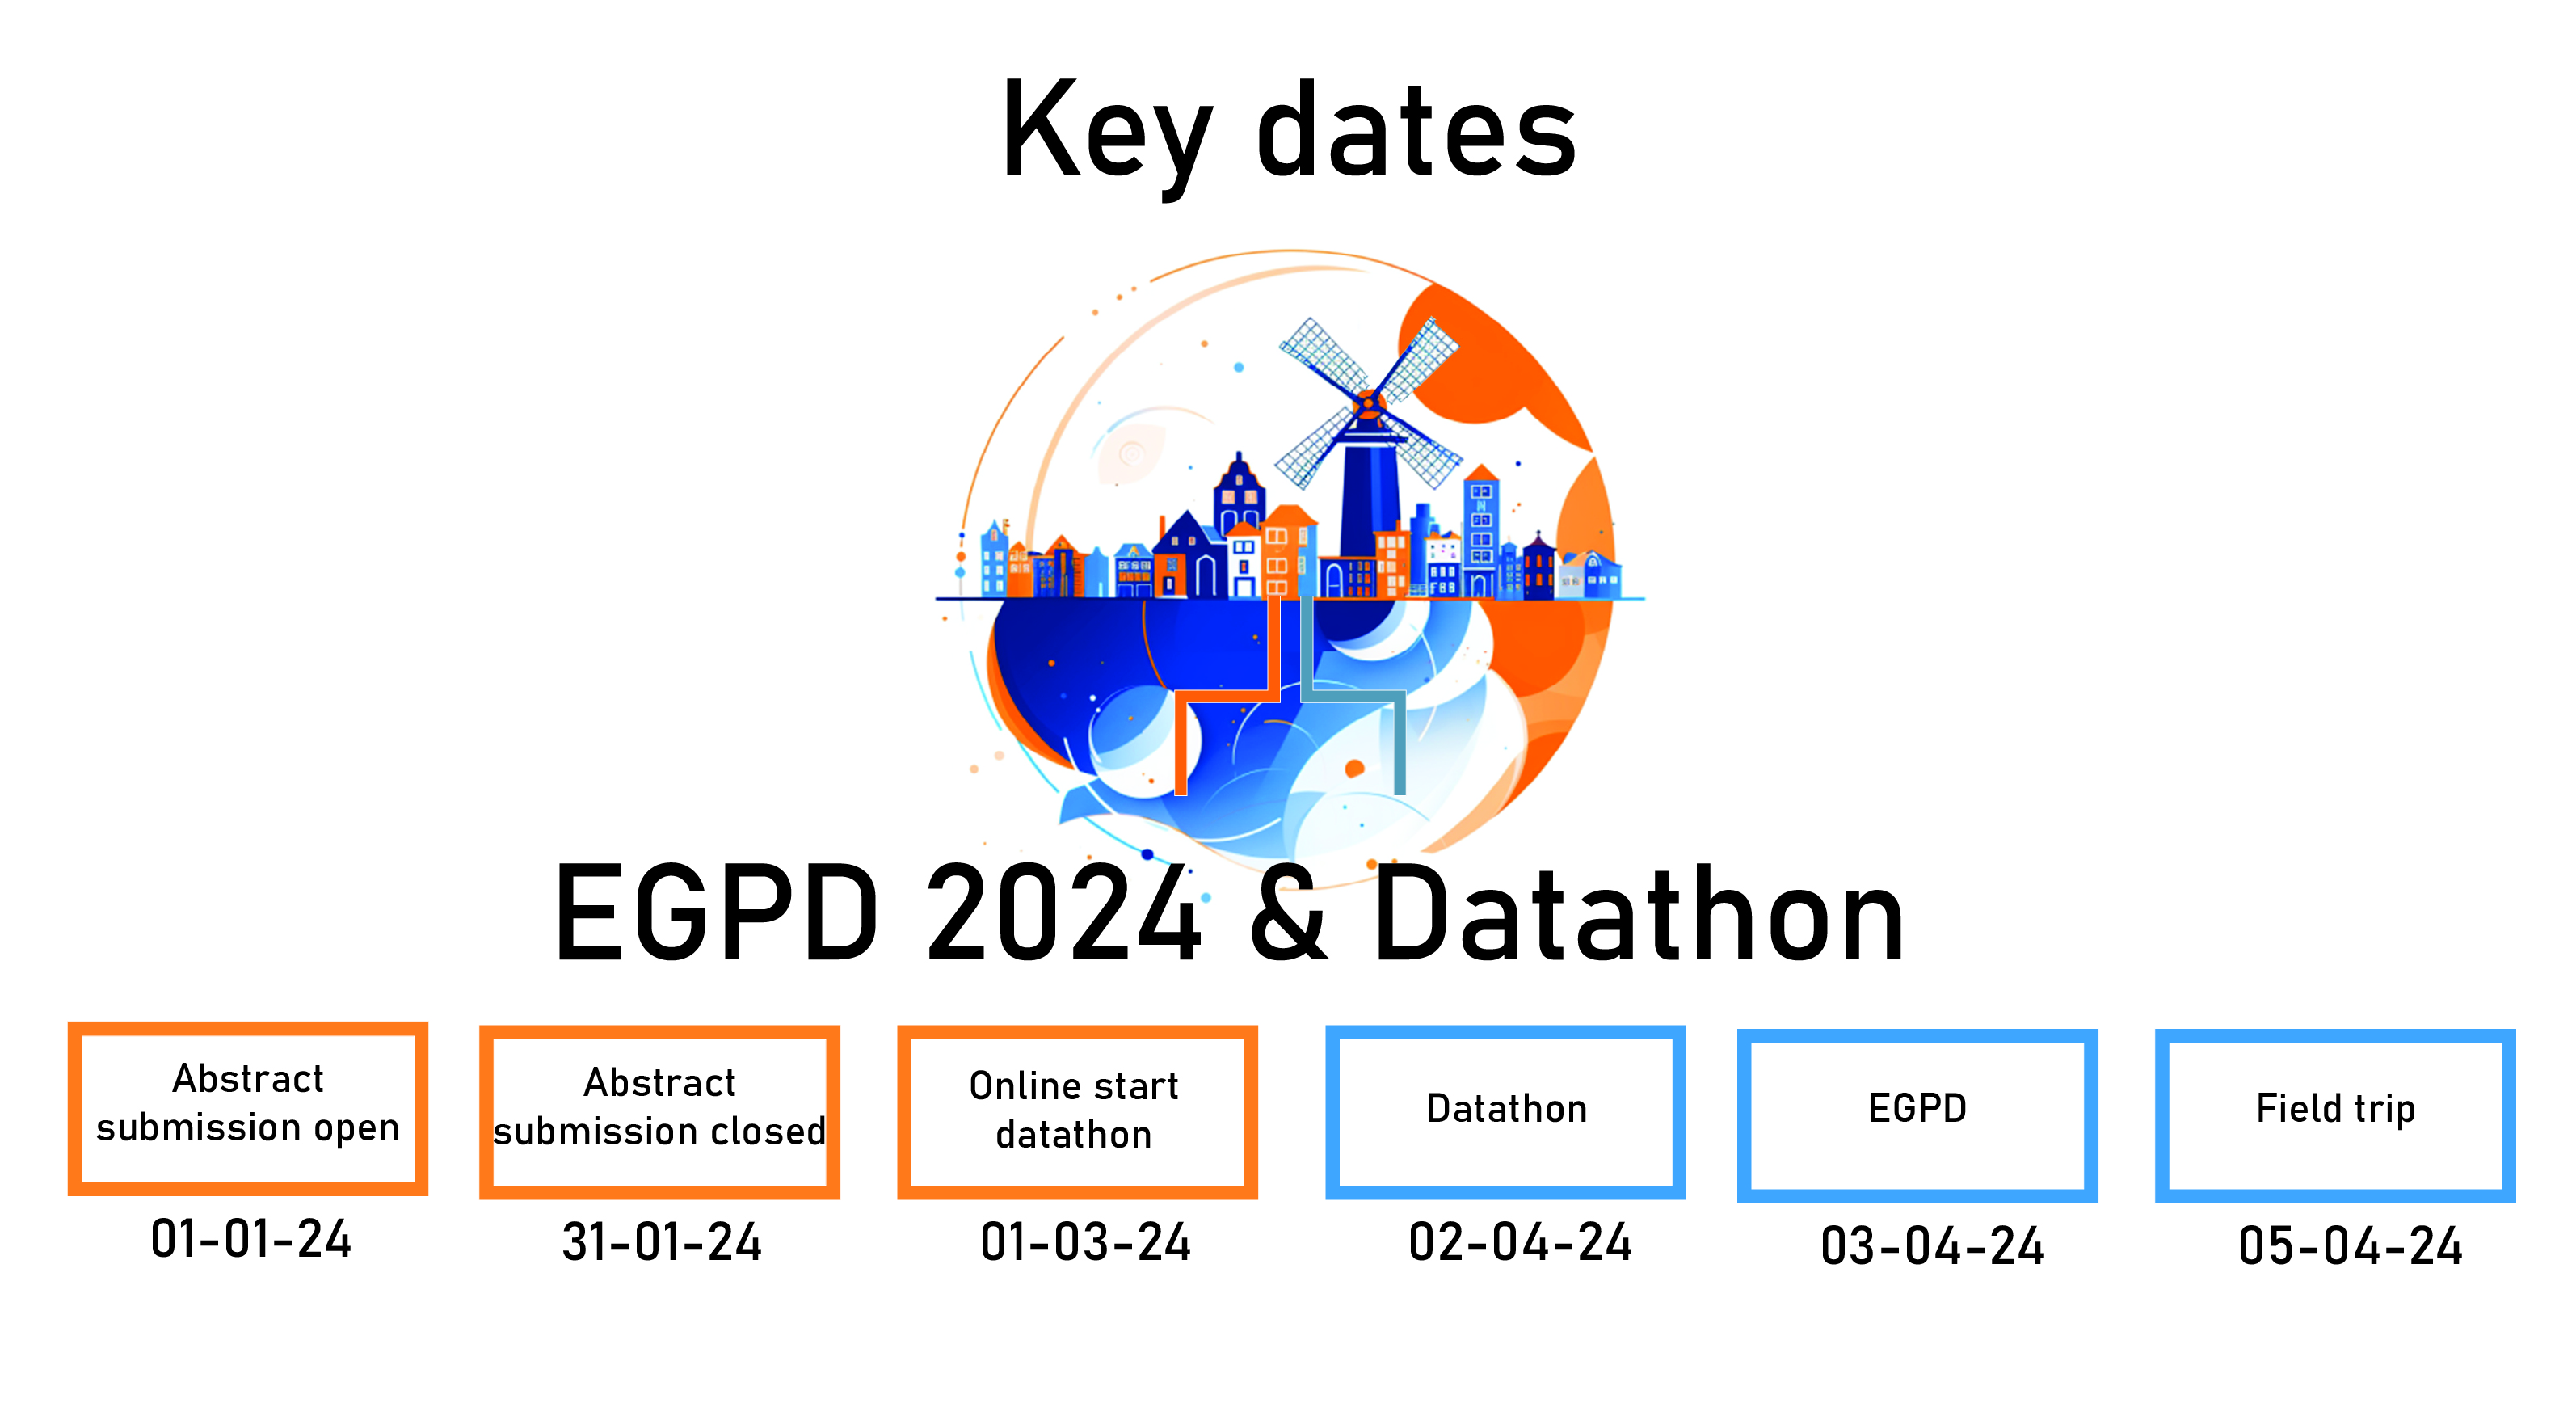 Key dates
EGPD 2024 & Datathon
Abstract
submission open
01-01-24
Abstract
submission closed
31-01-24
Online start
datathon
01-03-24
Datathon
02-04-24
EGPD
03-04-24
Field trip
05-04-24